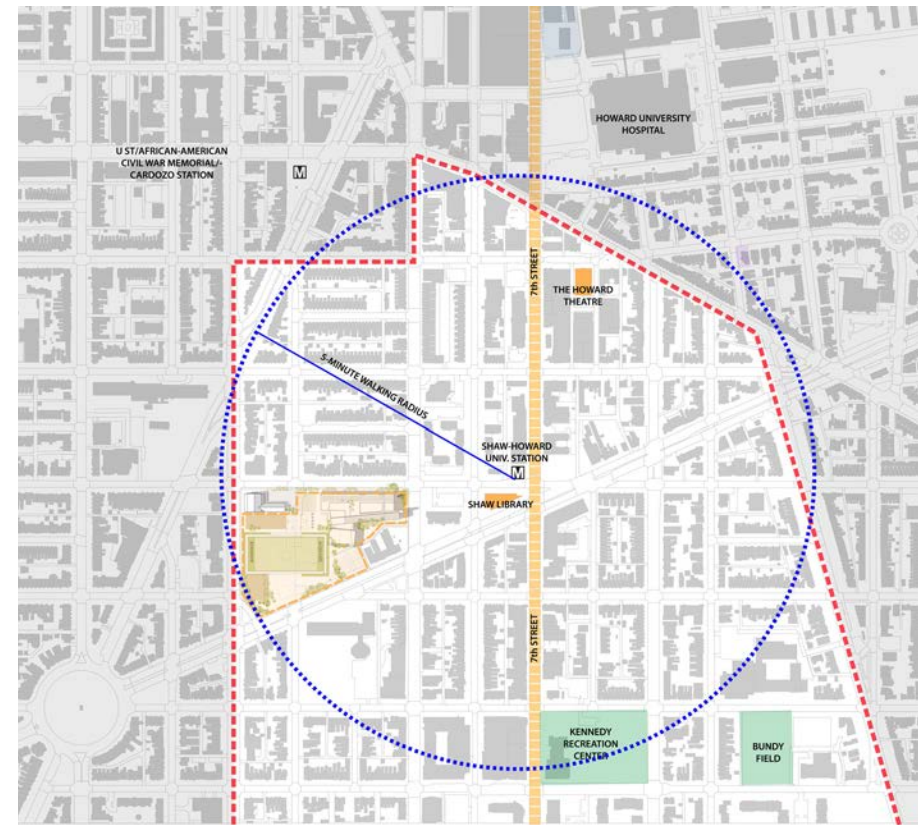 HOWARD UNIVERSITY
HOSPITAL
U ST/AFRICAN-AMERICAN
CIVIL WAR MEMORIAL/-
CARDOZO STATION
M
7th STREET
THE HOWARD
THEATRE
5-MINUTE WALKING RADIUS
SHAW-HOWARD
UNIV. STATION
M
SHAW LIBRARY
7th STREET
KENNEDY
RECREATION
CENTER
BUNDY
FIELD